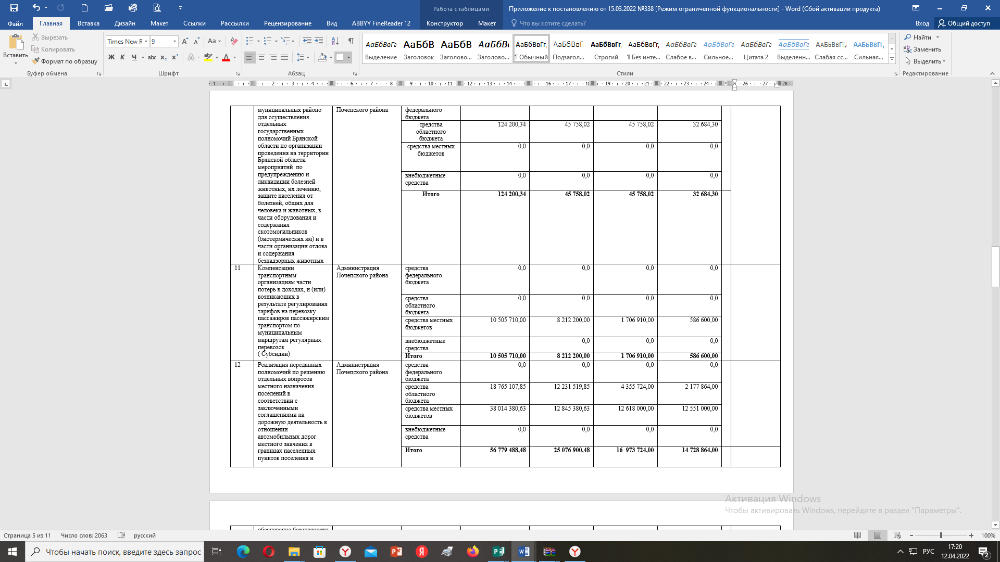 Работа с таблицами
Приложение к постановлению от 15.03.2022 №338 [Режим ограниченной функциональности] - Word (Сбой активации продукта)
Файл Главная Вставка Дизайн Макет Ссылки Рассылки Рецензирование Вид ABBYY FineReader 12 Конструктор Макет Что вы хотите сделать? Вход Общий доступ
Вставить
Вырезать
Копировать
Формат по образцу
Буфер обмена
Times New R 9
Шрифт
Абзац
АаБбВвГг АаБбВ АаБбВ АаБбВ АаБбВвГг, АаБбВвГ АаБбВвГг, АаБбВвГг, АаБбВвГг АаБбВвГг АаБбВвГг АаБбВвГг ААББВВГГД ААББВВГГ,
Выделение Заголовок Заголово... Заголово... ¶ Обычный Подзагол... Строгий ¶ Без инте... Слабое в... Сильное... Цитата 2 Выделенн... Слабая сс... Сильная...
Стили
Найти
Заменить
Выделить
Редактирование
муниципальных районо
для осуществления
отдельных
государственных
полномочий Брянской
области по организации
проведения на территории
Брянской области
мероприятий по
предупреждению и
ликвидации болезней
животных, их лечению,
защите населения от
болезней, общих для
человека и животных, в
части оборудования и
содержания
скотомогильников
(биотермических ям) и в
части организации отлова
и содержания
безнадзорных животных
Почепского района
федерального
бюджета
средства
областного
бюджета
124 200,34 45 758,02 45 758,02 32 684,30
средства местных
бюджетов
0,0 0,0 0,0 0,0
внебюджетные
средства
0,0 0,0 0,0 0,0
Итого 124 200,34 45 758,02 45 758,02 32 684,30
11
Компенсации
транспортным
организациям части
потерь в доходах, и (или)
возникающих в
результате регулирования
тарифов на перевозку
пассажиров пассажирским
транспортом по
муниципальным
маршрутам регулярных
перевозок
( Субсидии)
Администрация
Почепского района
средства
федерального
бюджета
0,0 0,0 0,0 0,0
средства
областного
бюджета
0,0 0,0 0,0 0,0
средства местных
бюджетов
10 505 710,00 8 212 200,00 1 706 910,00 586 600,00
внебюджетные
средства
0,0 0,0 0,0
Итого 10 505 710,00 8 212 200,00 1 706 910,00 586 600,00
12
Реализация переданных
полномочий по решению
отдельных вопросов
местного назначения
поселений в
соответствии с
заключенными
соглашениями на
дорожную деятельность в
отношении
автомобильных дорог
местного значения в
границах населенных
пунктов поселения и
Администрация
Почепского района
средства
федерального
бюджета
0,0 0,0 0,0 0,0
средства
областного
бюджета
18 765 107,85 12 231 519,85 4 355 724,00 2 177 864,00
средства местных
бюджетов
38 014 380,63 12 845 380,63 12 618 000,00 12 551 000,00
внебюджетные
средства
0,0 0,0 0,0 0,0
Итого 56 779 488,48 25 076 900,48 16 973 724,00 14 728 864,00
Активация Windows
Чтобы активировать Windows, перейдите в раздел "Параметры".
Страница 5 из 11 Число слов: 2063 русский 100%
Чтобы начать поиск, введите здесь запрос
РУС
17:20
12.04.2022
2